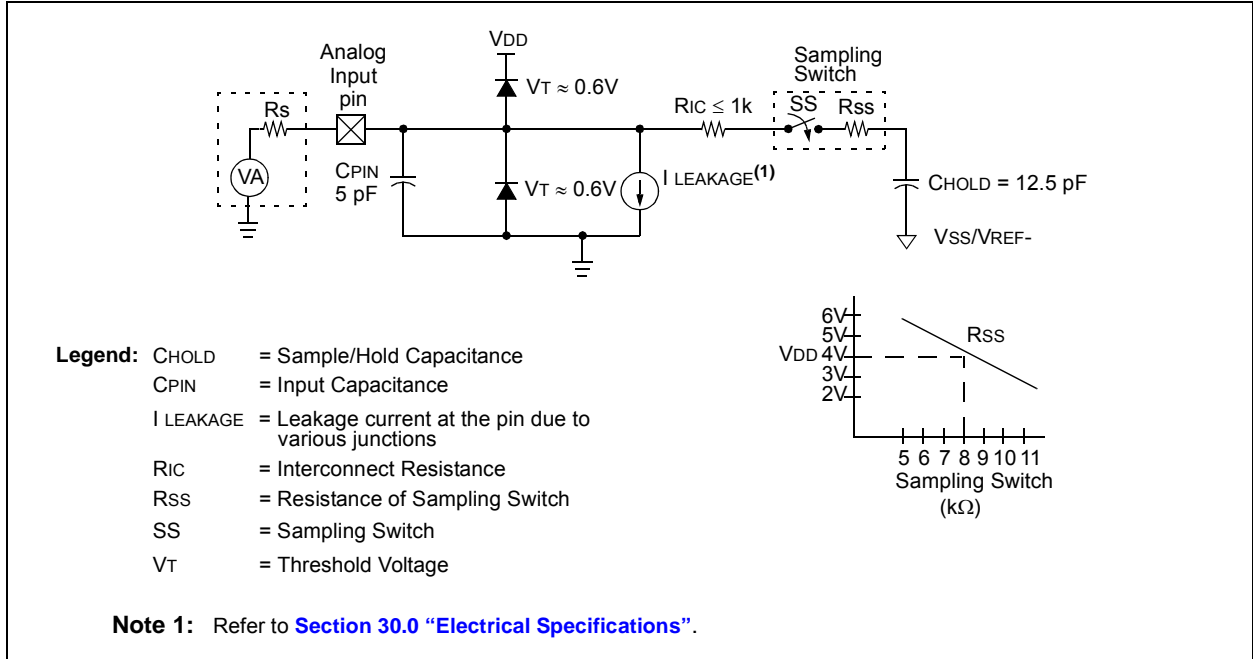 VDD
Sampling
Switch
Analog
Input
pin
VT ≈ 0.6V
Rs
RIC ≤ 1k
SS
Rss
CPIN
5 pF
VA
VT ≈ 0.6V
I LEAKAGE(1)
CHOLD = 12.5 pF
VSS/VREF-
6V
5V
VDD 4V
3V
2V
RSS
5 6 7 8 9 10 11
Sampling Switch
(kΩ)
Legend: CHOLD = Sample/Hold Capacitance
CPIN = Input Capacitance
I LEAKAGE = Leakage current at the pin due to
various junctions
RIC = Interconnect Resistance
RSS = Resistance of Sampling Switch
SS = Sampling Switch
VT = Threshold Voltage
Note 1: Refer to Section 30.0 “Electrical Specifications”.